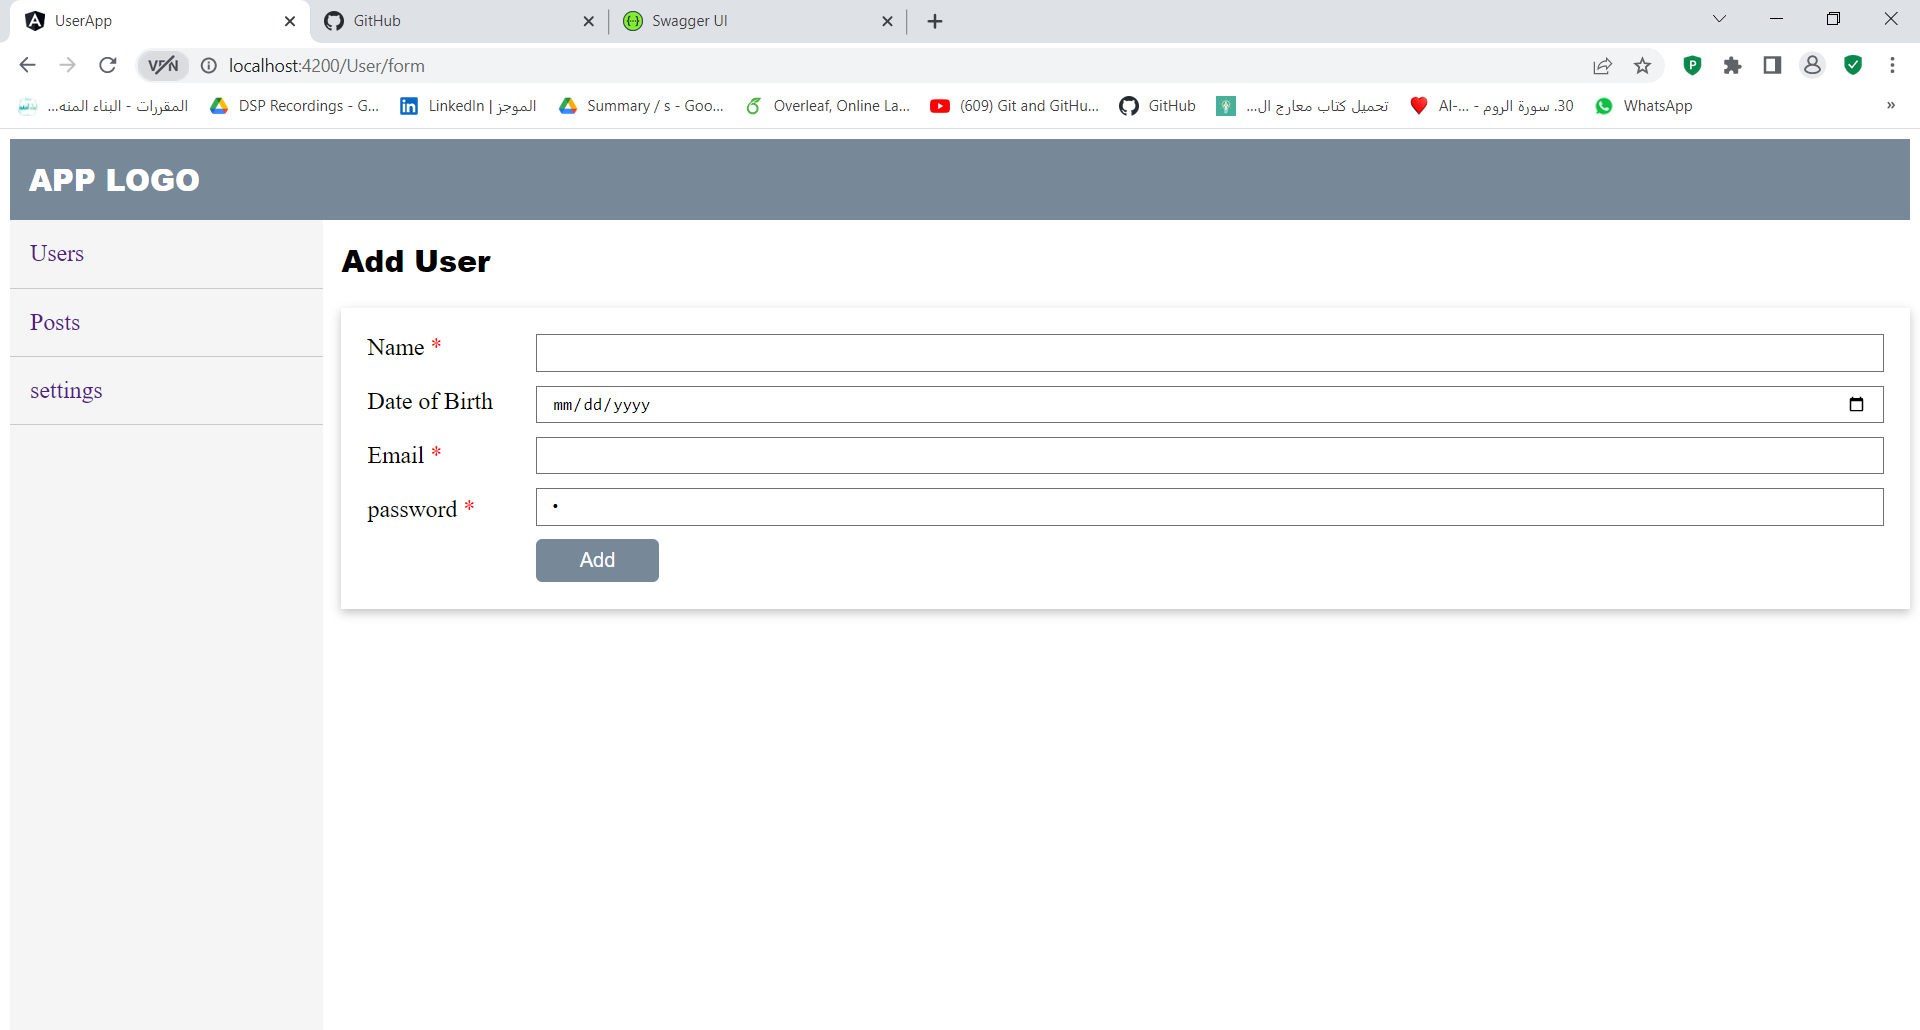 UserApp
GitHub
Swagger UI
VPN
localhost:4200/User/form
المقررات - البناء المنه...
DSP Recordings - G...
LinkedIn | الموجز
Summary / s - Goo...
Overleaf, Online La...
(609) Git and GitHu...
GitHub
تحميل كتاب معارج ال...
30. سورة الروم - Al-...
WhatsApp
»
APP LOGO
Users
Posts
settings
Add User
Name *
Date of Birth
mm/dd/yyyy
Email *
password *
Add